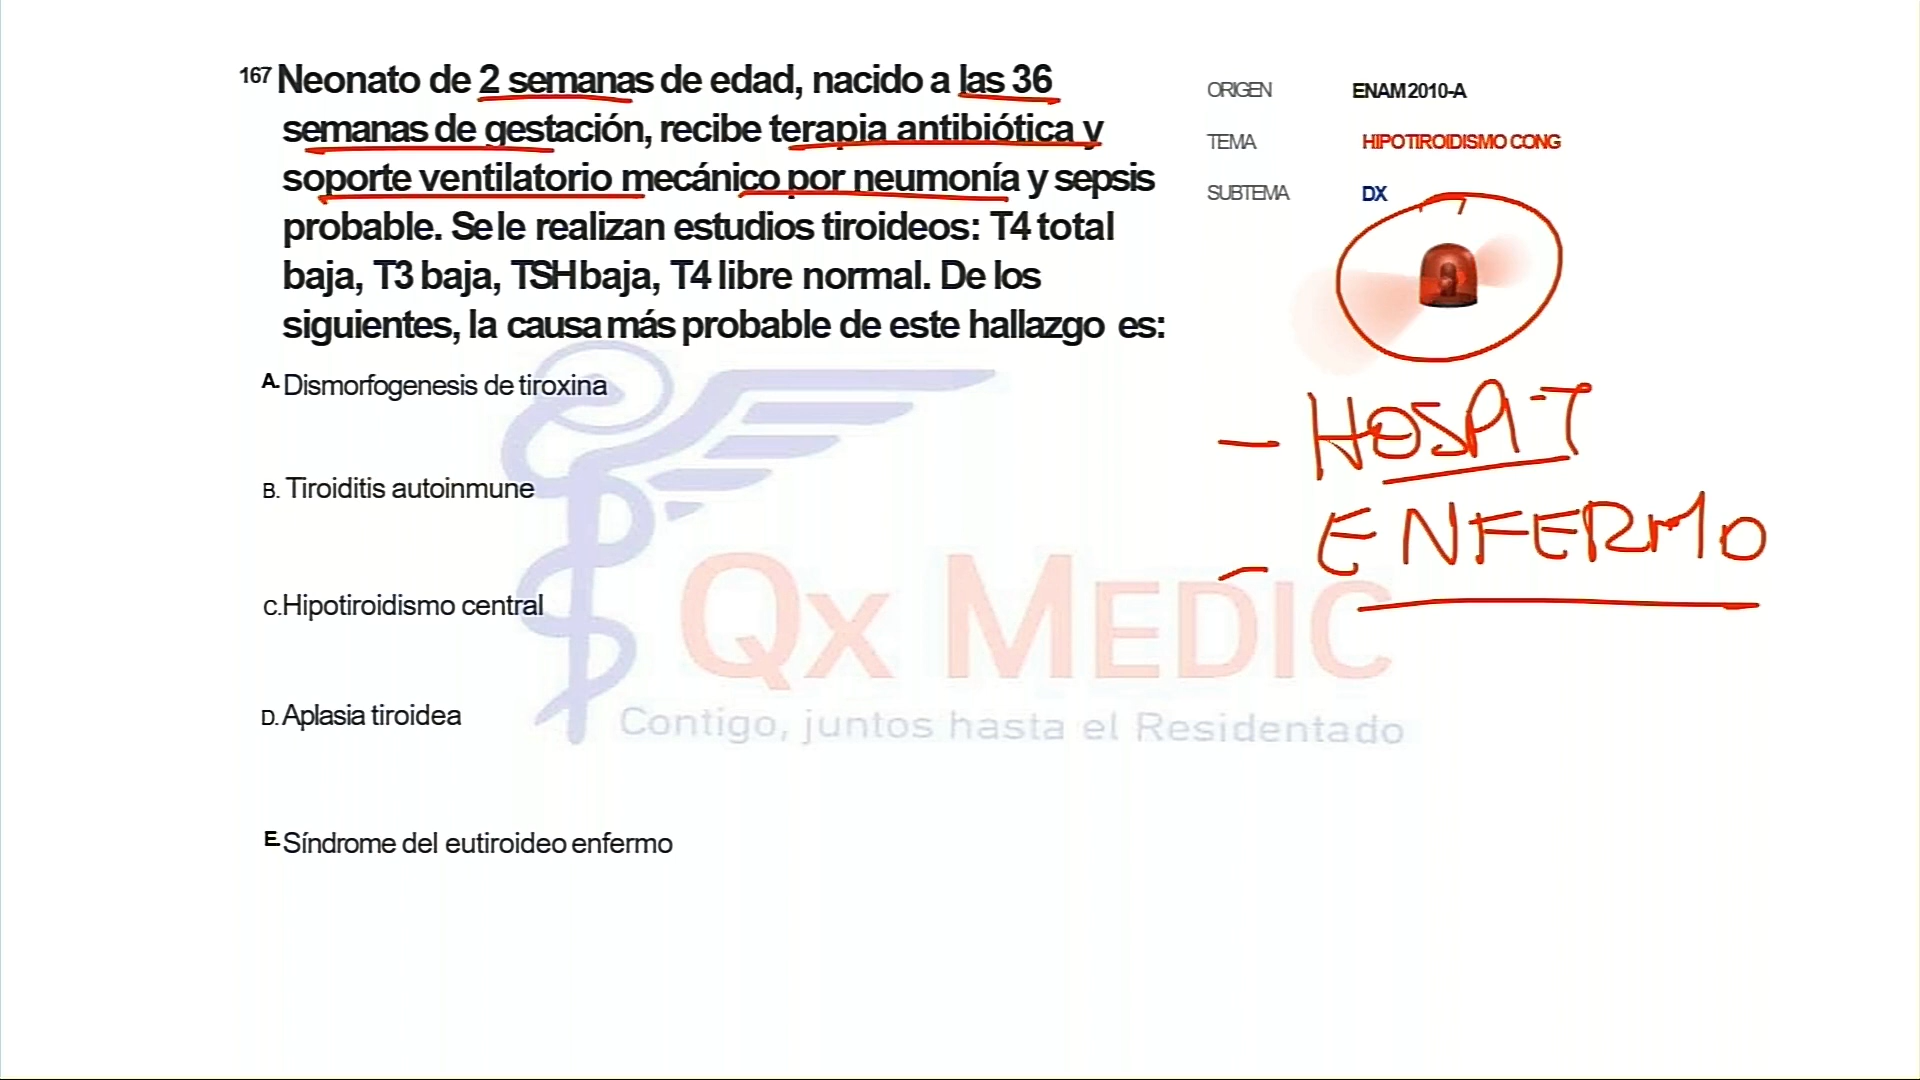 167 Neonato de 2 semanas de edad, nacido a las 36
semanas de gestación, recibe terapia antibiótica y
soporte ventilatorio mecánico por neumonía y sepsis
probable. Se le realizan estudios tiroideos: T4 total
baja, T3 baja, TSH baja, T4 libre normal. De los
siguientes, la causa más probable de este hallazgo es:
A. Dismorfogenesis de tiroxina
B. Tiroiditis autoinmune
C. Hipotiroidismo central
D. Aplasia tiroidea
E. Síndrome del eutiroideo enfermo
ORIGEN ENAM 2010-A
TEMA HIPOTIROIDISMO CONG
SUBTEMA DX
- HOSPIT
- ENFERMO
Qx MEDIC
Contigo, juntos hasta el Residentado